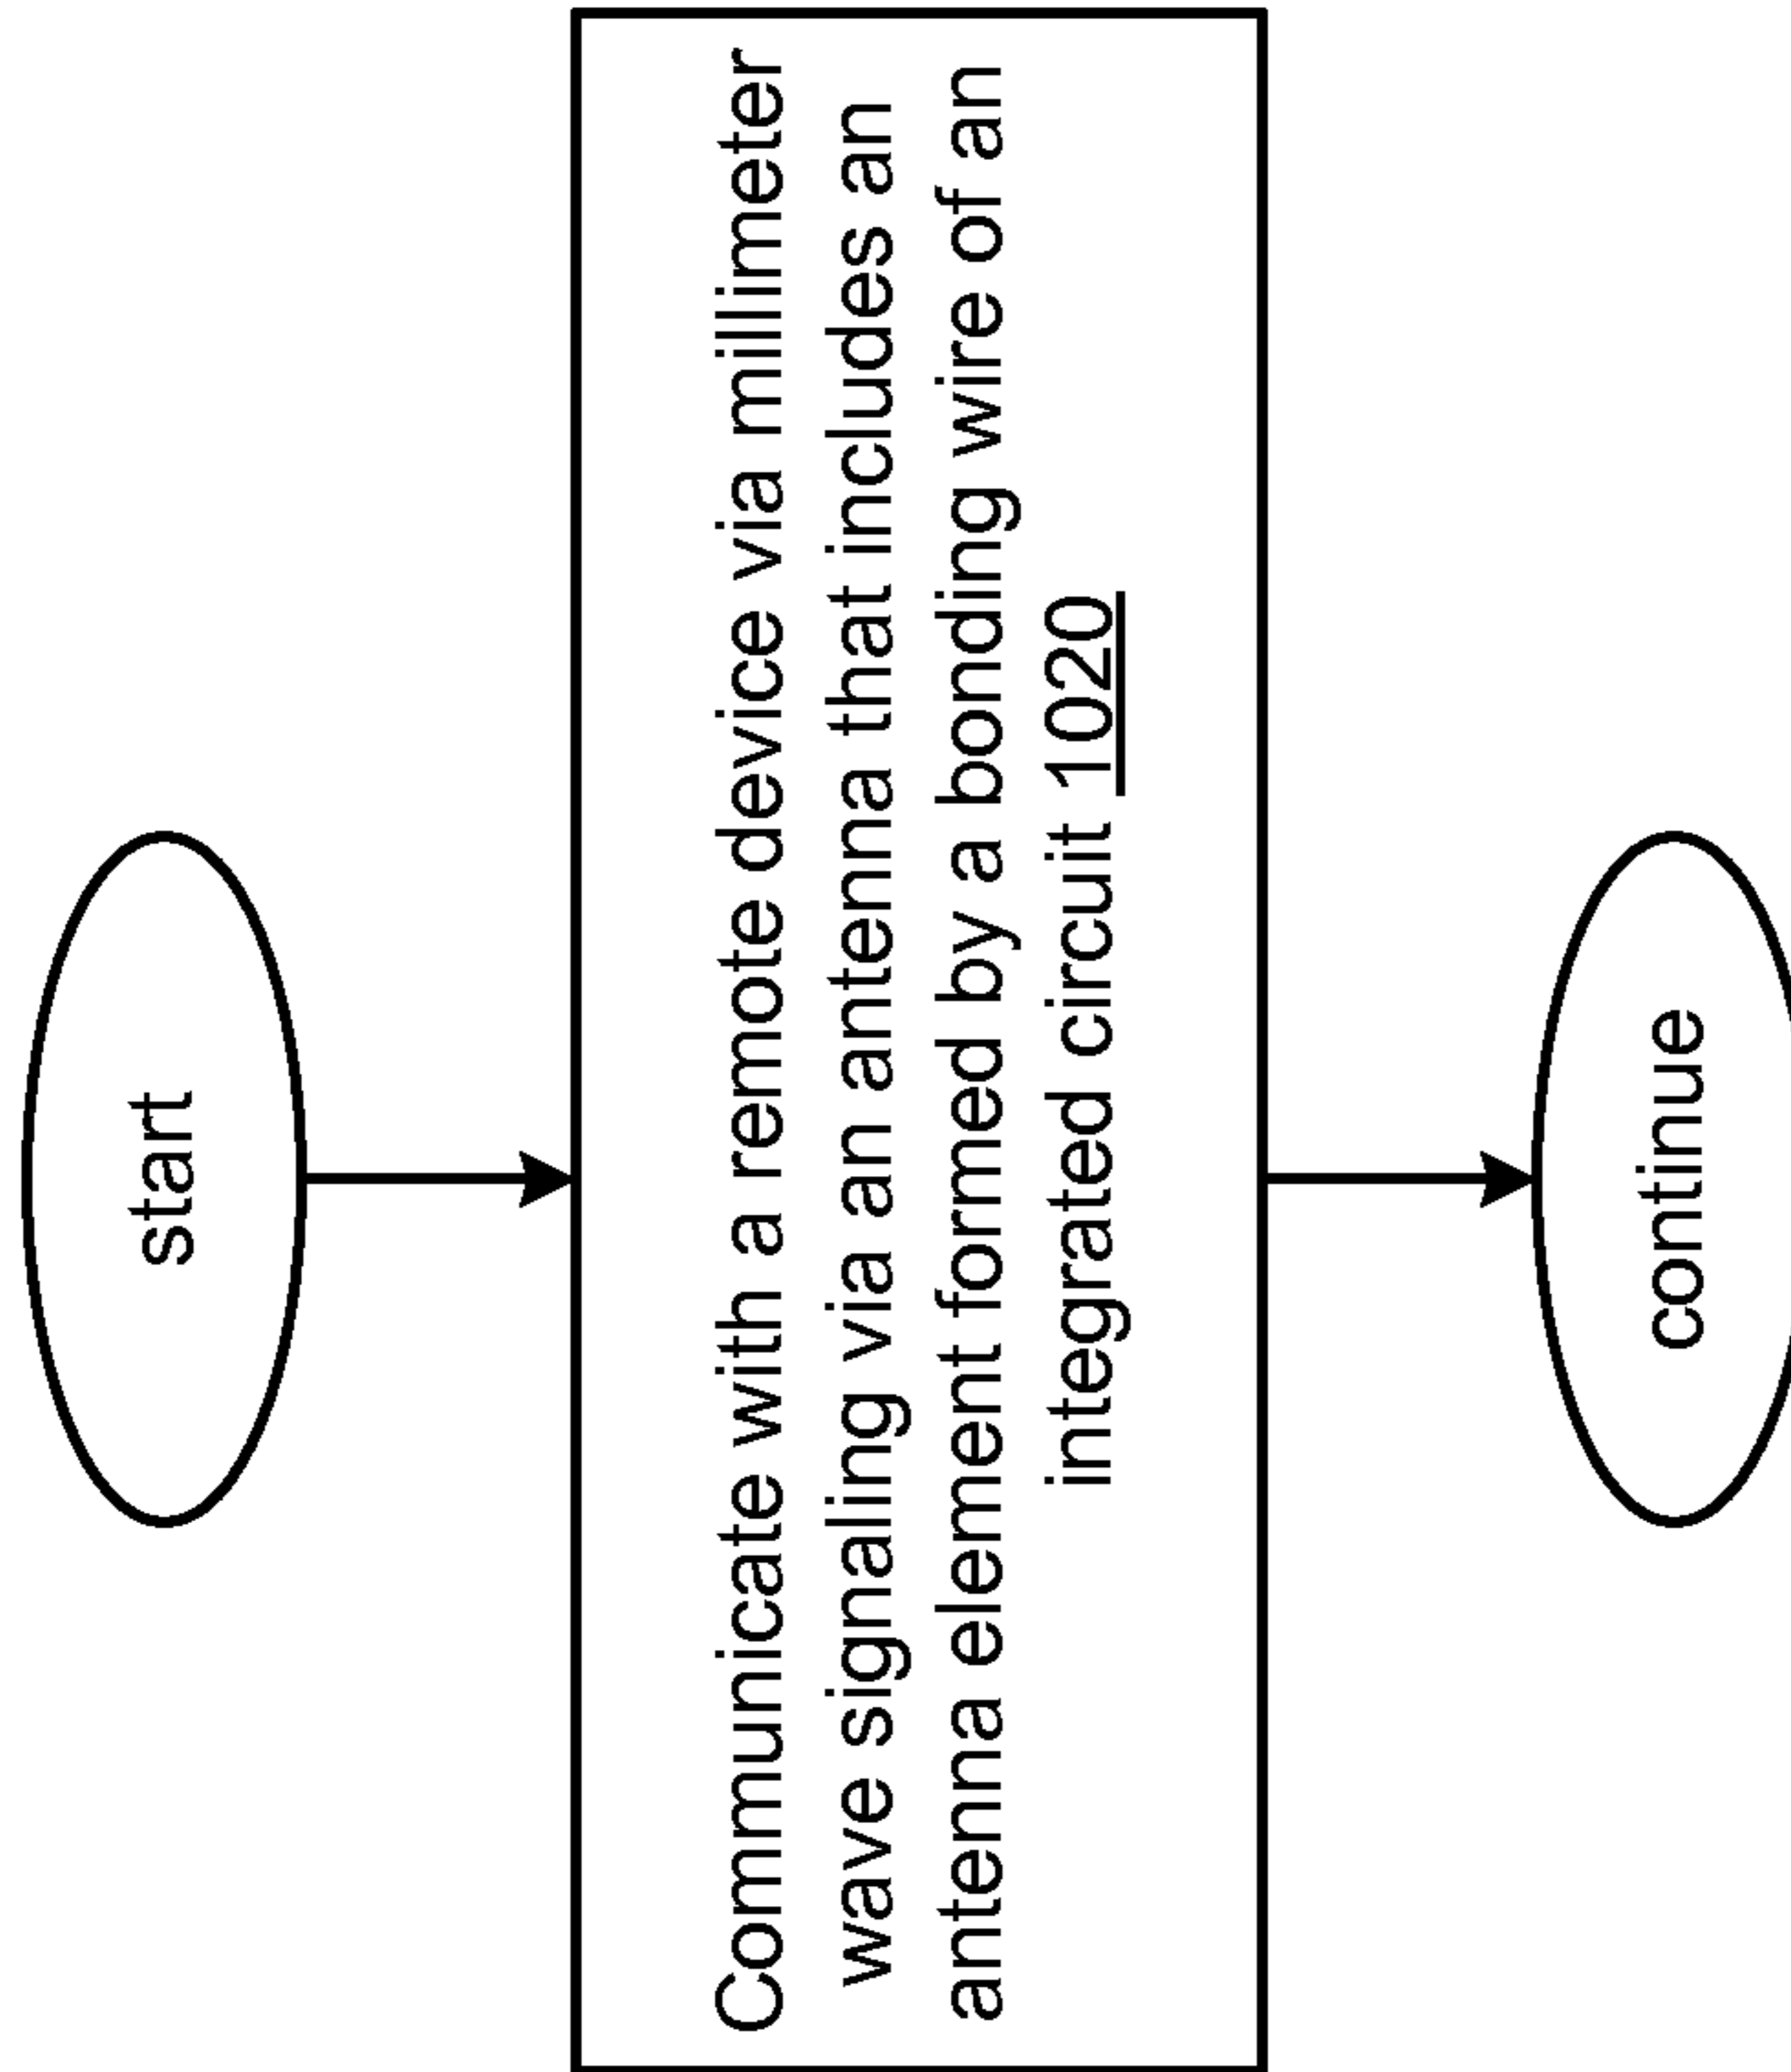 start
Communicate with a remote device via millimeter
wave signaling via an antenna that includes an
antenna element formed by a bonding wire of an
integrated circuit 1020
continue